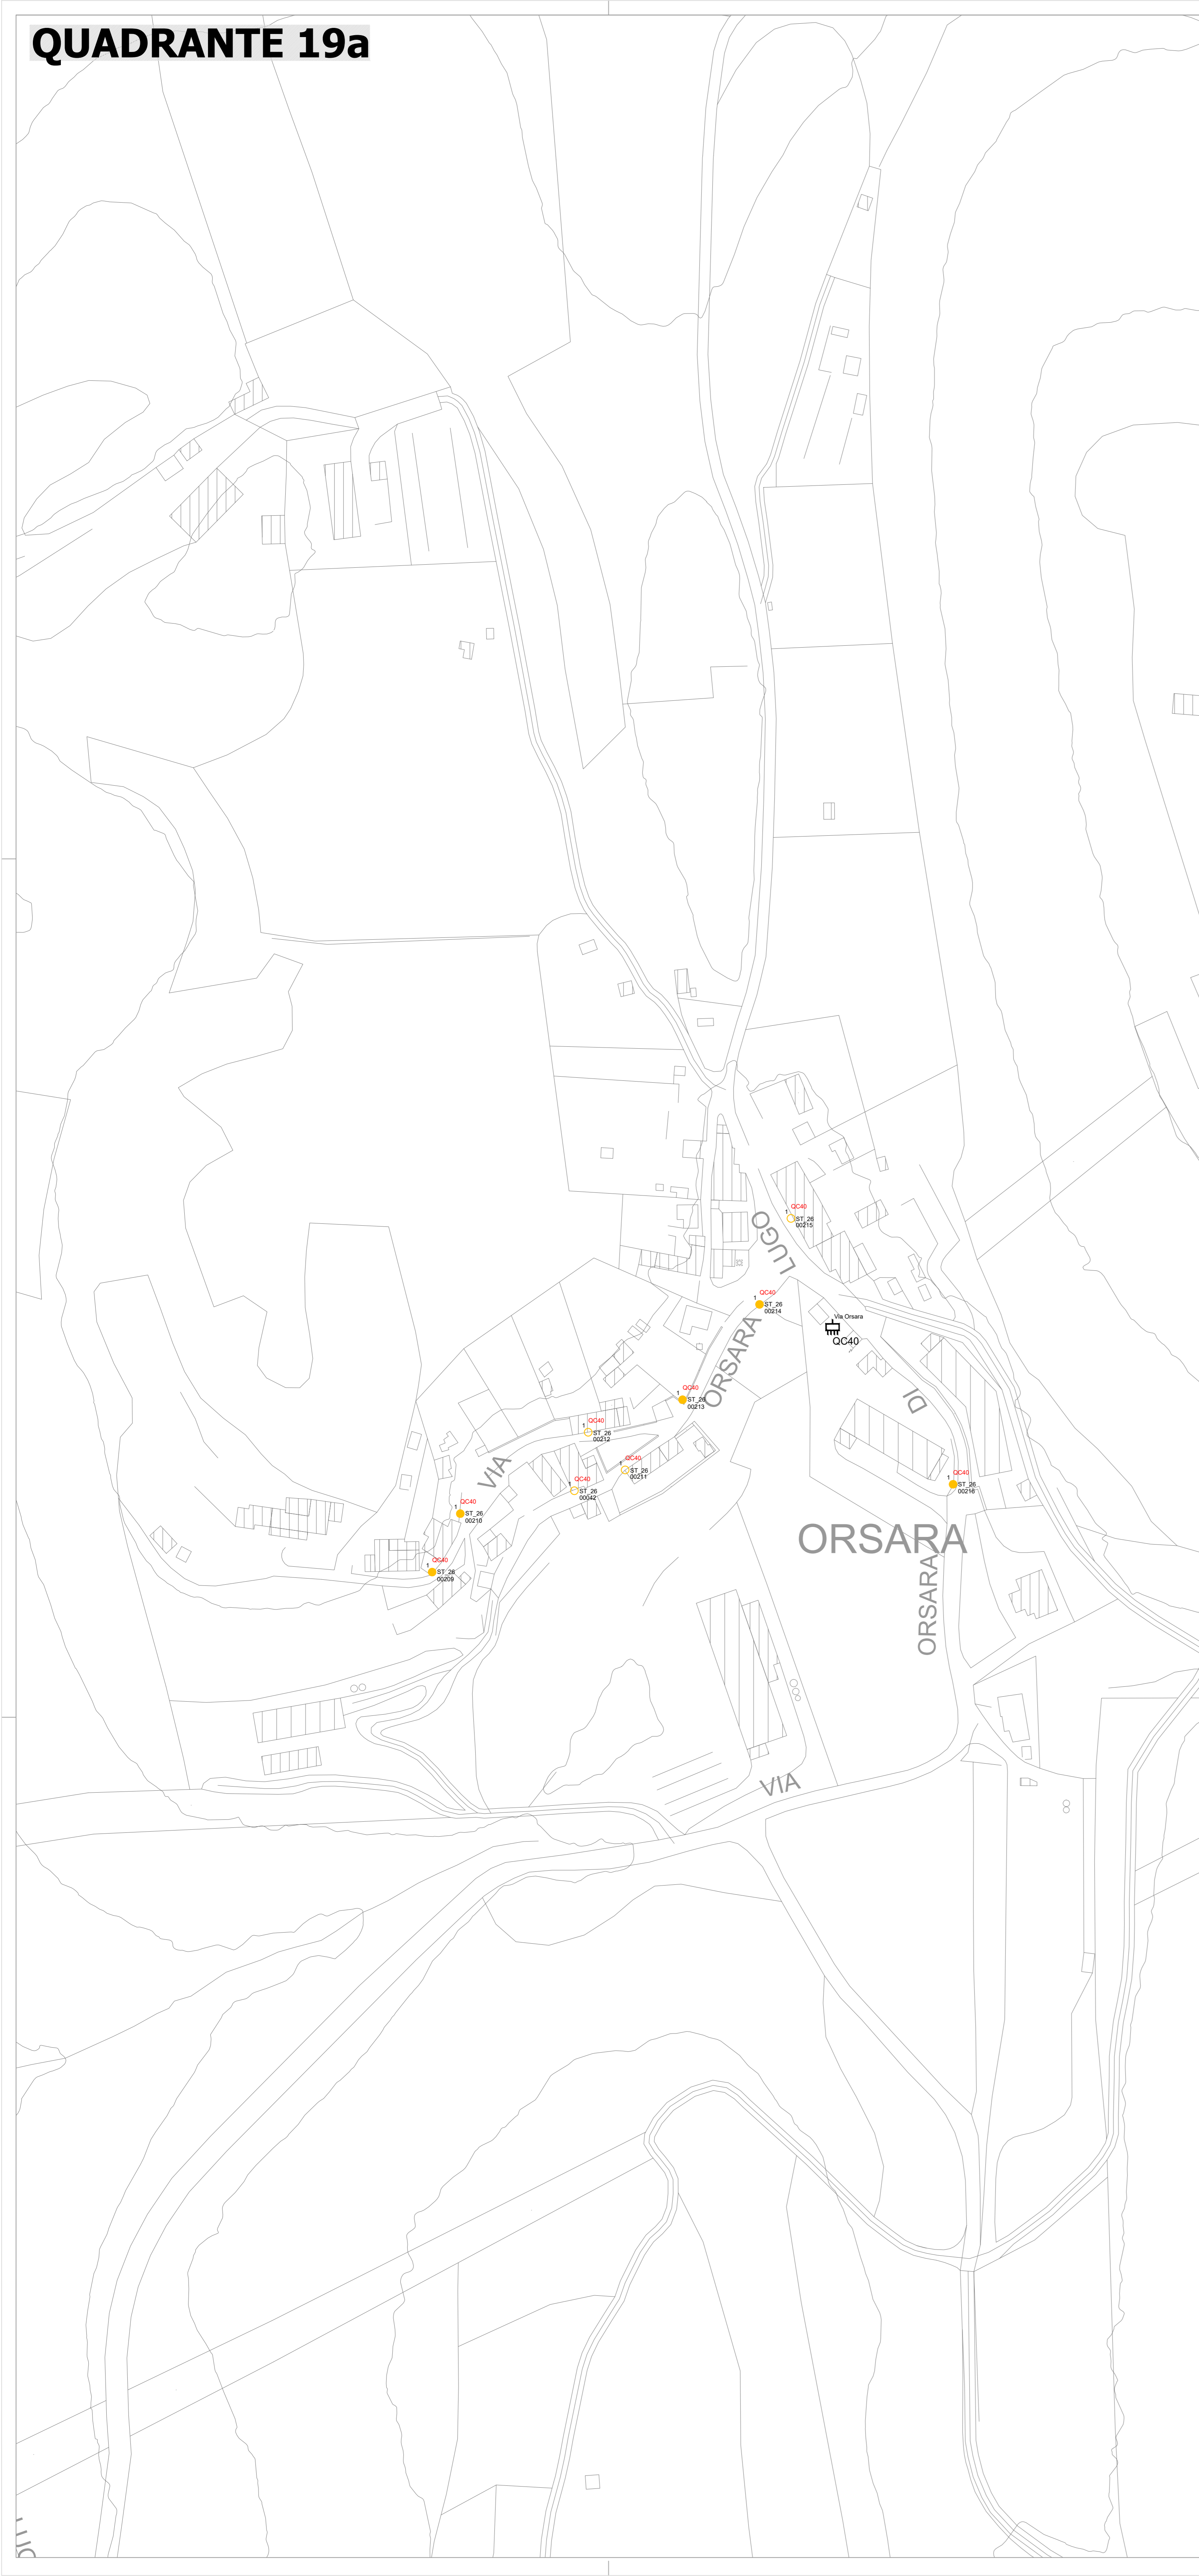 QUADRANTE 19a
QC40
1
ST_26
00215
LUGO
QC40
1
ST_26
00214
Via Orsara
QC40
ORSARA
QC40
1
ST_26
00213
DI
QC40
1
ST_26
00212
QC40
1
ST_26
00211
VIA
QC40
1
ST_26
00042
QC40
1
ST_26
00216
QC40
1
ST_26
00210
ORSARA
QC40
1
ST_26
00209
ORSARA
VIA